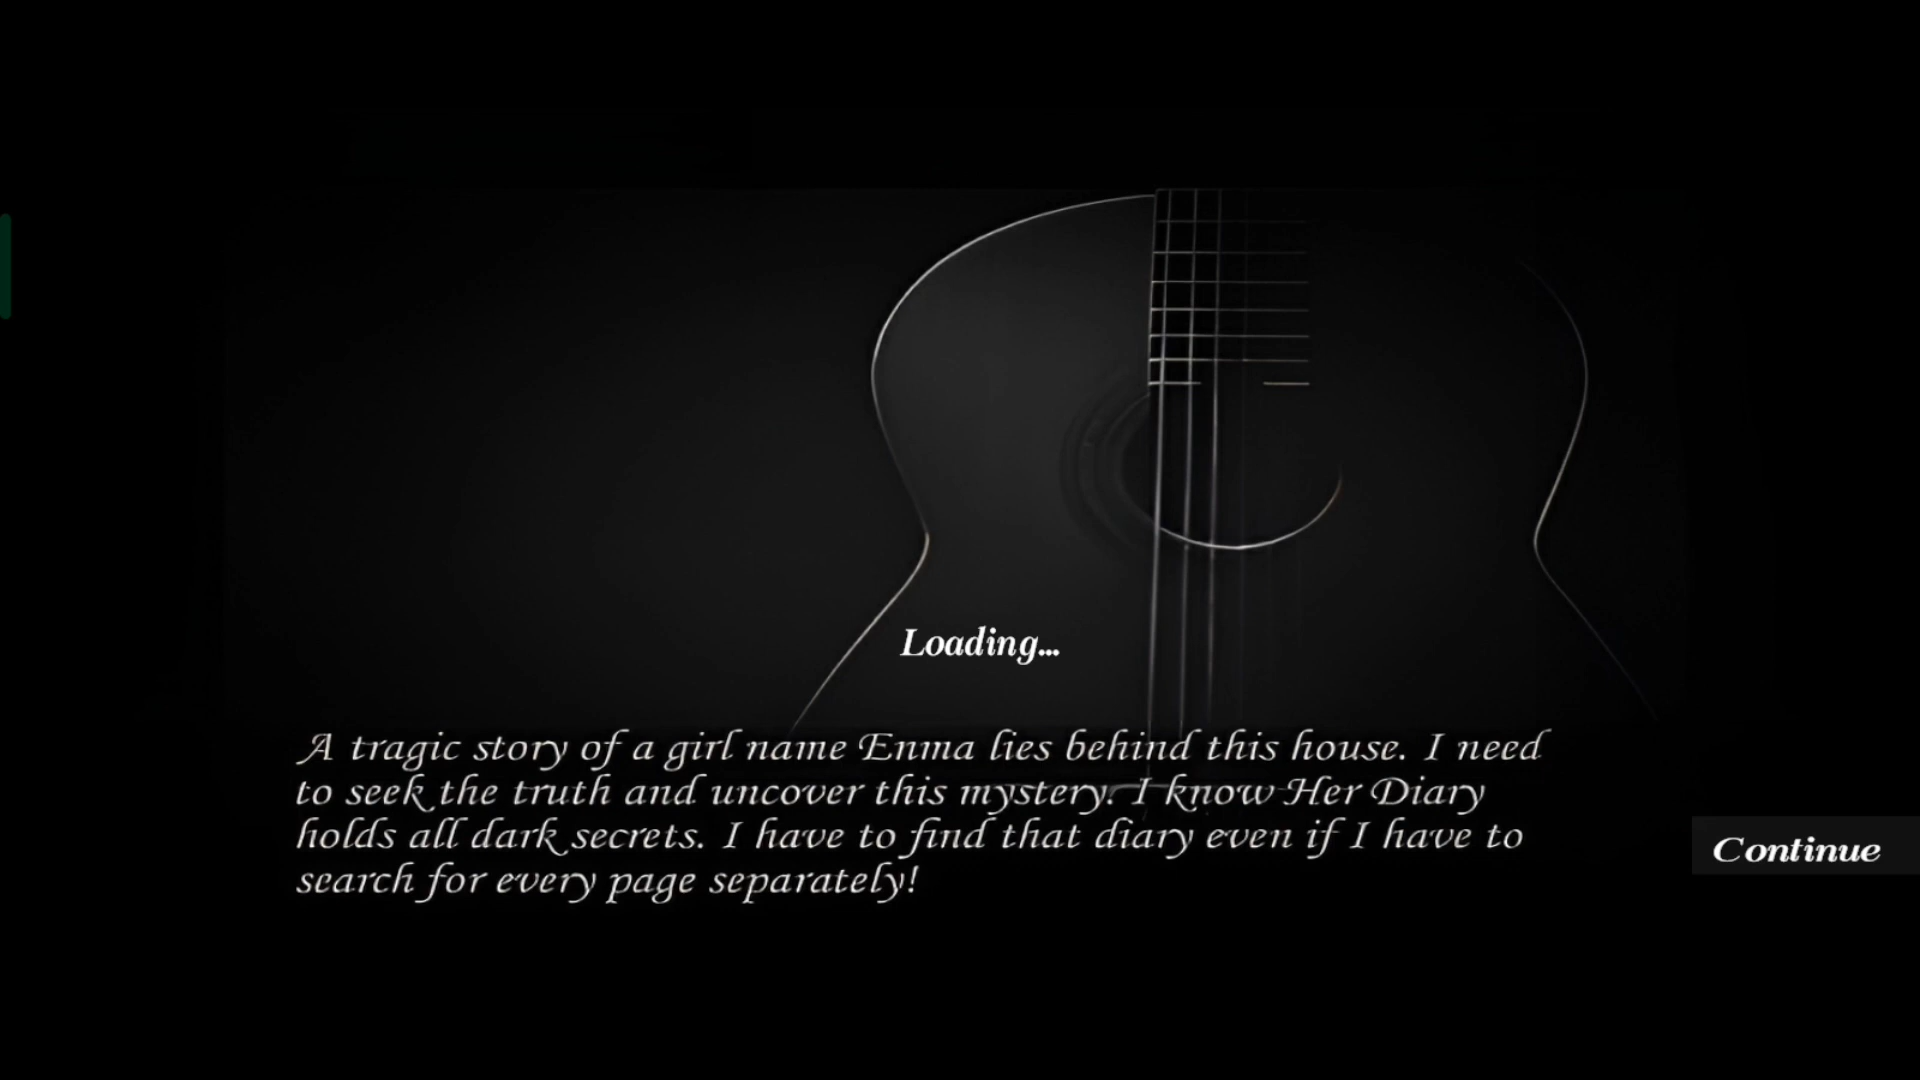 Loading...
A tragic story of a girl name Enma lies behind this house. I need
to seek the truth and uncover this mystery. I know Her Diary
holds all dark secrets. I have to find that diary even if I have to
search for every page separately!
Continue